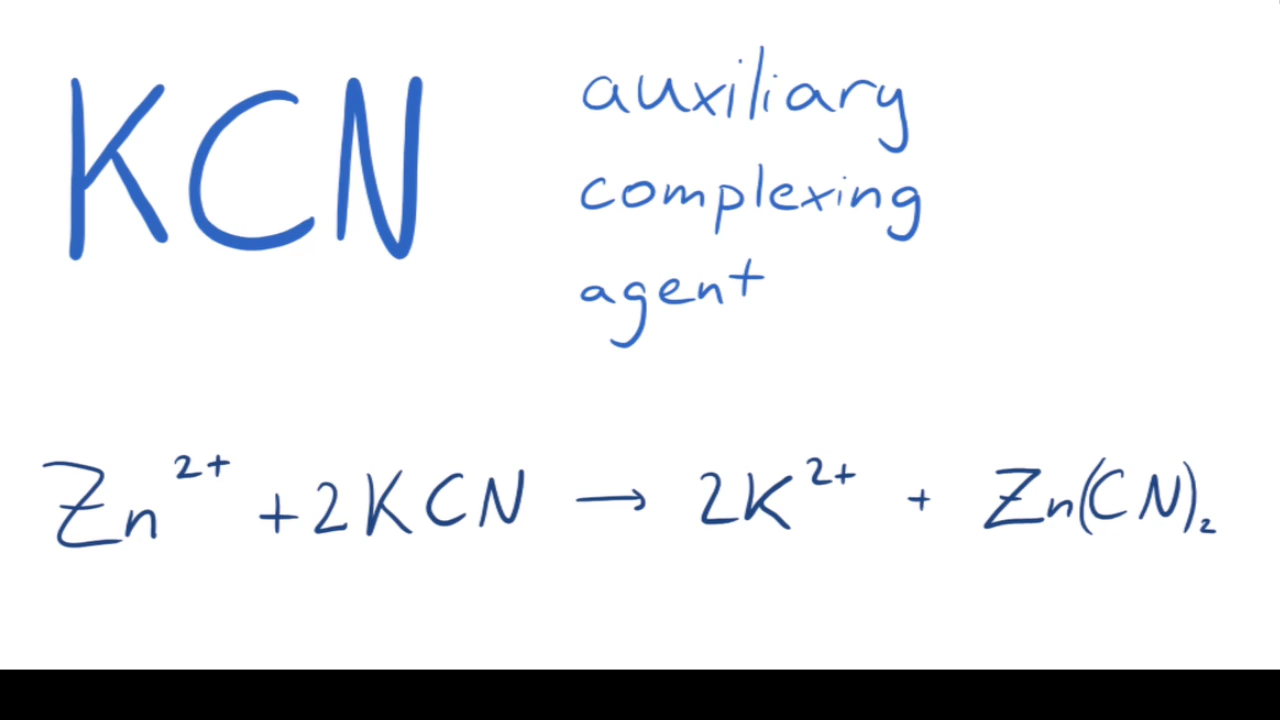 KCN
auxiliary
complexing
agent
Zn²⁺ + 2KCN → 2K²⁺ + Zn(CN)₂